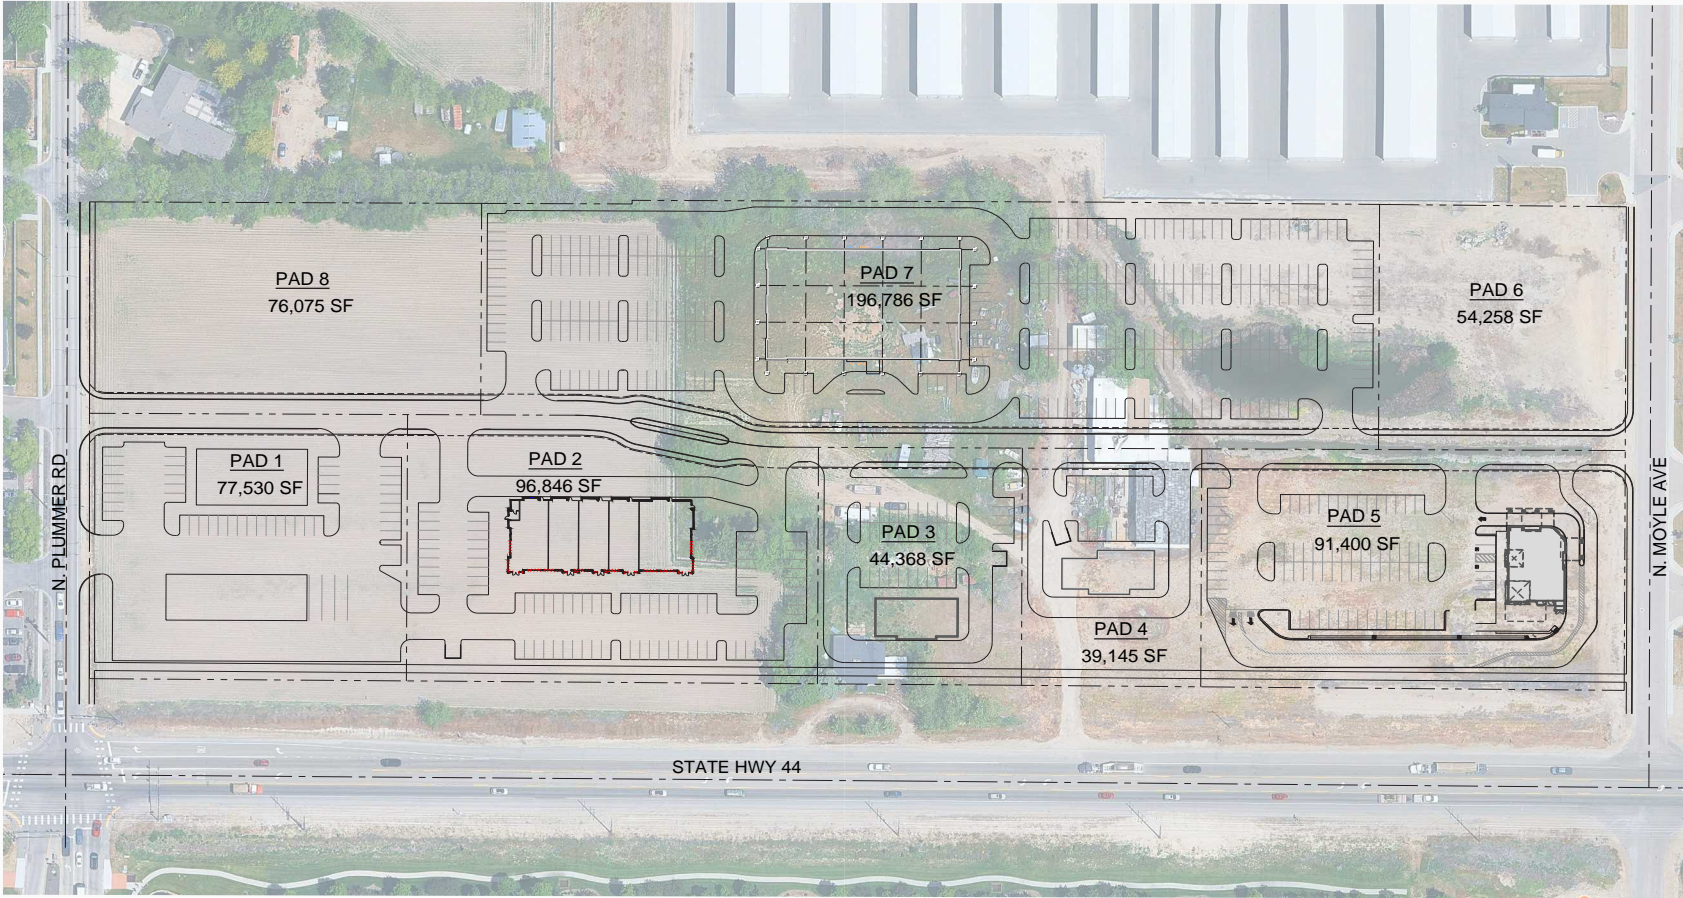 PAD 8
76,075 SF
PAD 7
196,786 SF
PAD 6
54,258 SF
PAD 1
77,530 SF
PAD 2
96,846 SF
PAD 3
44,368 SF
PAD 4
39,145 SF
PAD 5
91,400 SF
N. PLUMMER RD
N. MOYLE AVE
STATE HWY 44